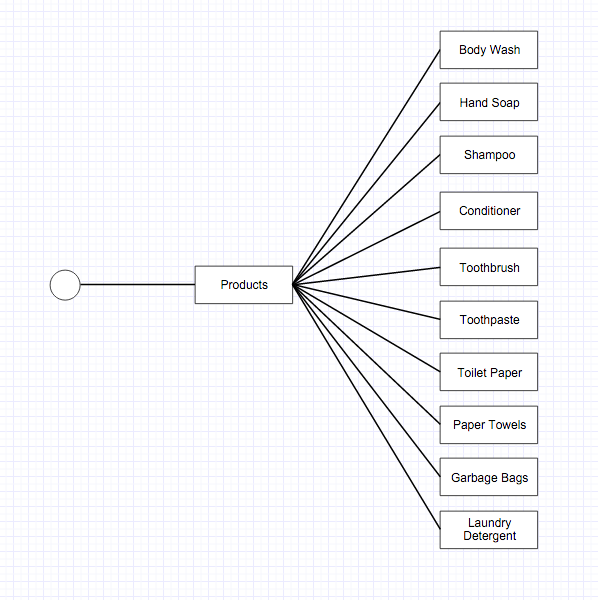 Body Wash
Hand Soap
Shampoo
Conditioner
Toothbrush
Products
Toothpaste
Toilet Paper
Paper Towels
Garbage Bags
Laundry
Detergent